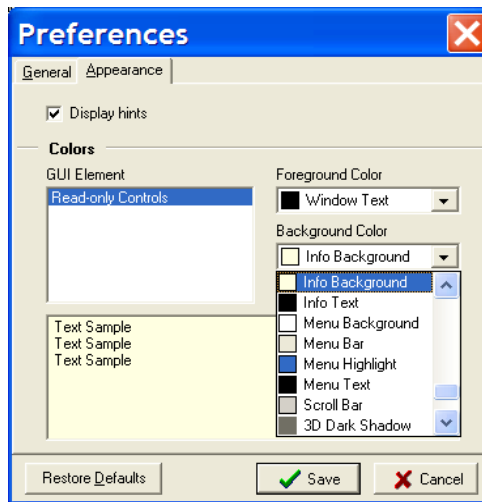 Preferences
General Appearance
Display hints
Colors
GUI Element
Read-only Controls
Foreground Color
Window Text
Background Color
Info Background
Info Background
Info Text
Menu Background
Menu Bar
Menu Highlight
Menu Text
Scroll Bar
3D Dark Shadow
Text Sample
Text Sample
Text Sample
Restore Defaults Save Cancel